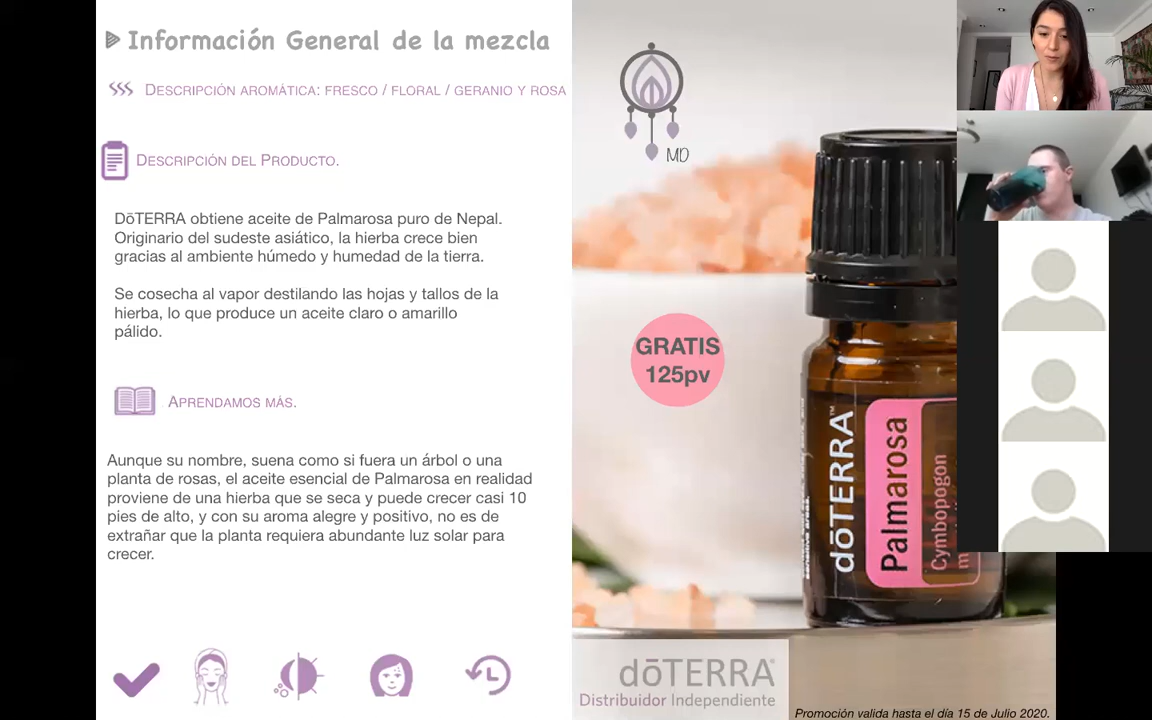 Información General de la mezcla
DESCRIPCIÓN AROMÁTICA: FRESCO / FLORAL / GERANIO Y ROSA
DESCRIPCIÓN DEL PRODUCTO.
DōTERRA obtiene aceite de Palmarosa puro de Nepal.
Originario del sudeste asiático, la hierba crece bien
gracias al ambiente húmedo y humedad de la tierra.
Se cosecha al vapor destilando las hojas y tallos de la
hierba, lo que produce un aceite claro o amarillo
pálido.
APRENDAMOS MÁS.
Aunque su nombre, suena como si fuera un árbol o una
planta de rosas, el aceite esencial de Palmarosa en realidad
proviene de una hierba que se seca y puede crecer casi 10
pies de alto, y con su aroma alegre y positivo, no es de
extrañar que la planta requiera abundante luz solar para
crecer.
MD
GRATIS
125pv
dōTERRA™
Palmarosa
Cymbopogon
dōTERRA®
Distribuidor Independiente
Promoción valida hasta el día 15 de Julio 2020.